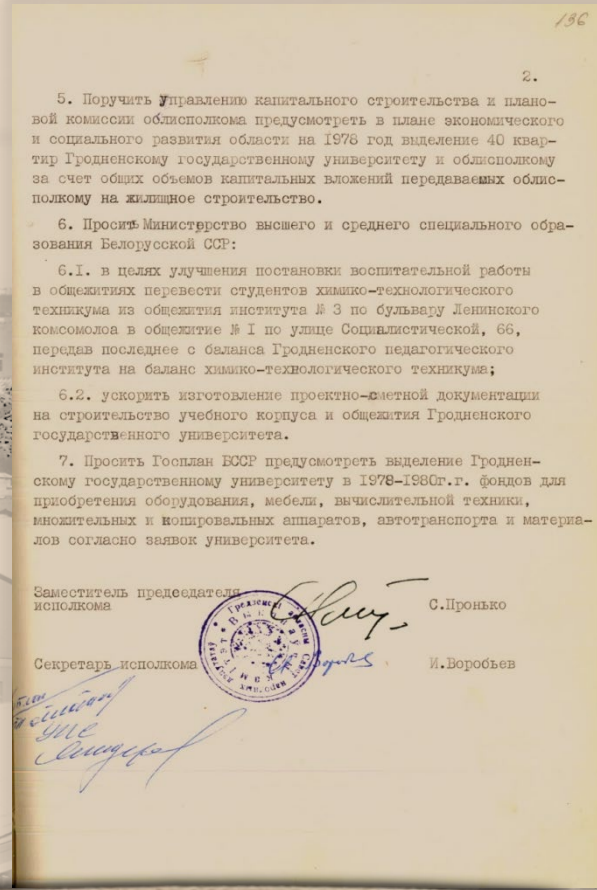 136
2.
5. Поручить управлению капитального строительства и плано-
вой комиссии облисполкома предусмотреть в плане экономического
и социального развития области на 1978 год выделение 40 квар-
тир Гродненскому государственному университету и облисполкому
за счет общих объемов капитальных вложений передаваемых облис-
полкому на жилищное строительство.
6. Просить Министерство высшего и среднего специального обра-
зования Белорусской ССР:
6.I. в целях улучшения постановки воспитательной работы
в общежитиях перевести студентов химико-технологического
техникума из общежития института № 3 по бульвару Ленинского
комсомолоа в общежитие № I по улице Социалистической, 66,
передав последнее с баланса Гродненского педагогического
института на баланс химико-технологического техникума;
6.2. ускорить изготовление проектно-сметной документации
на строительство учебного корпуса и общежития Гродненского
государственного университета.
7. Просить Госплан БССР предусмотреть выделение Гроднен-
скому государственному университету в 1978-1980г.г. фондов для
приобретения оборудования, мебели, вычислительной техники,
множительных и копировальных аппаратов, автотранспорта и материа-
лов согласно заявок университета.
Заместитель председателя
исполкома
С.Пронько
Секретарь исполкома
И.Воробьев